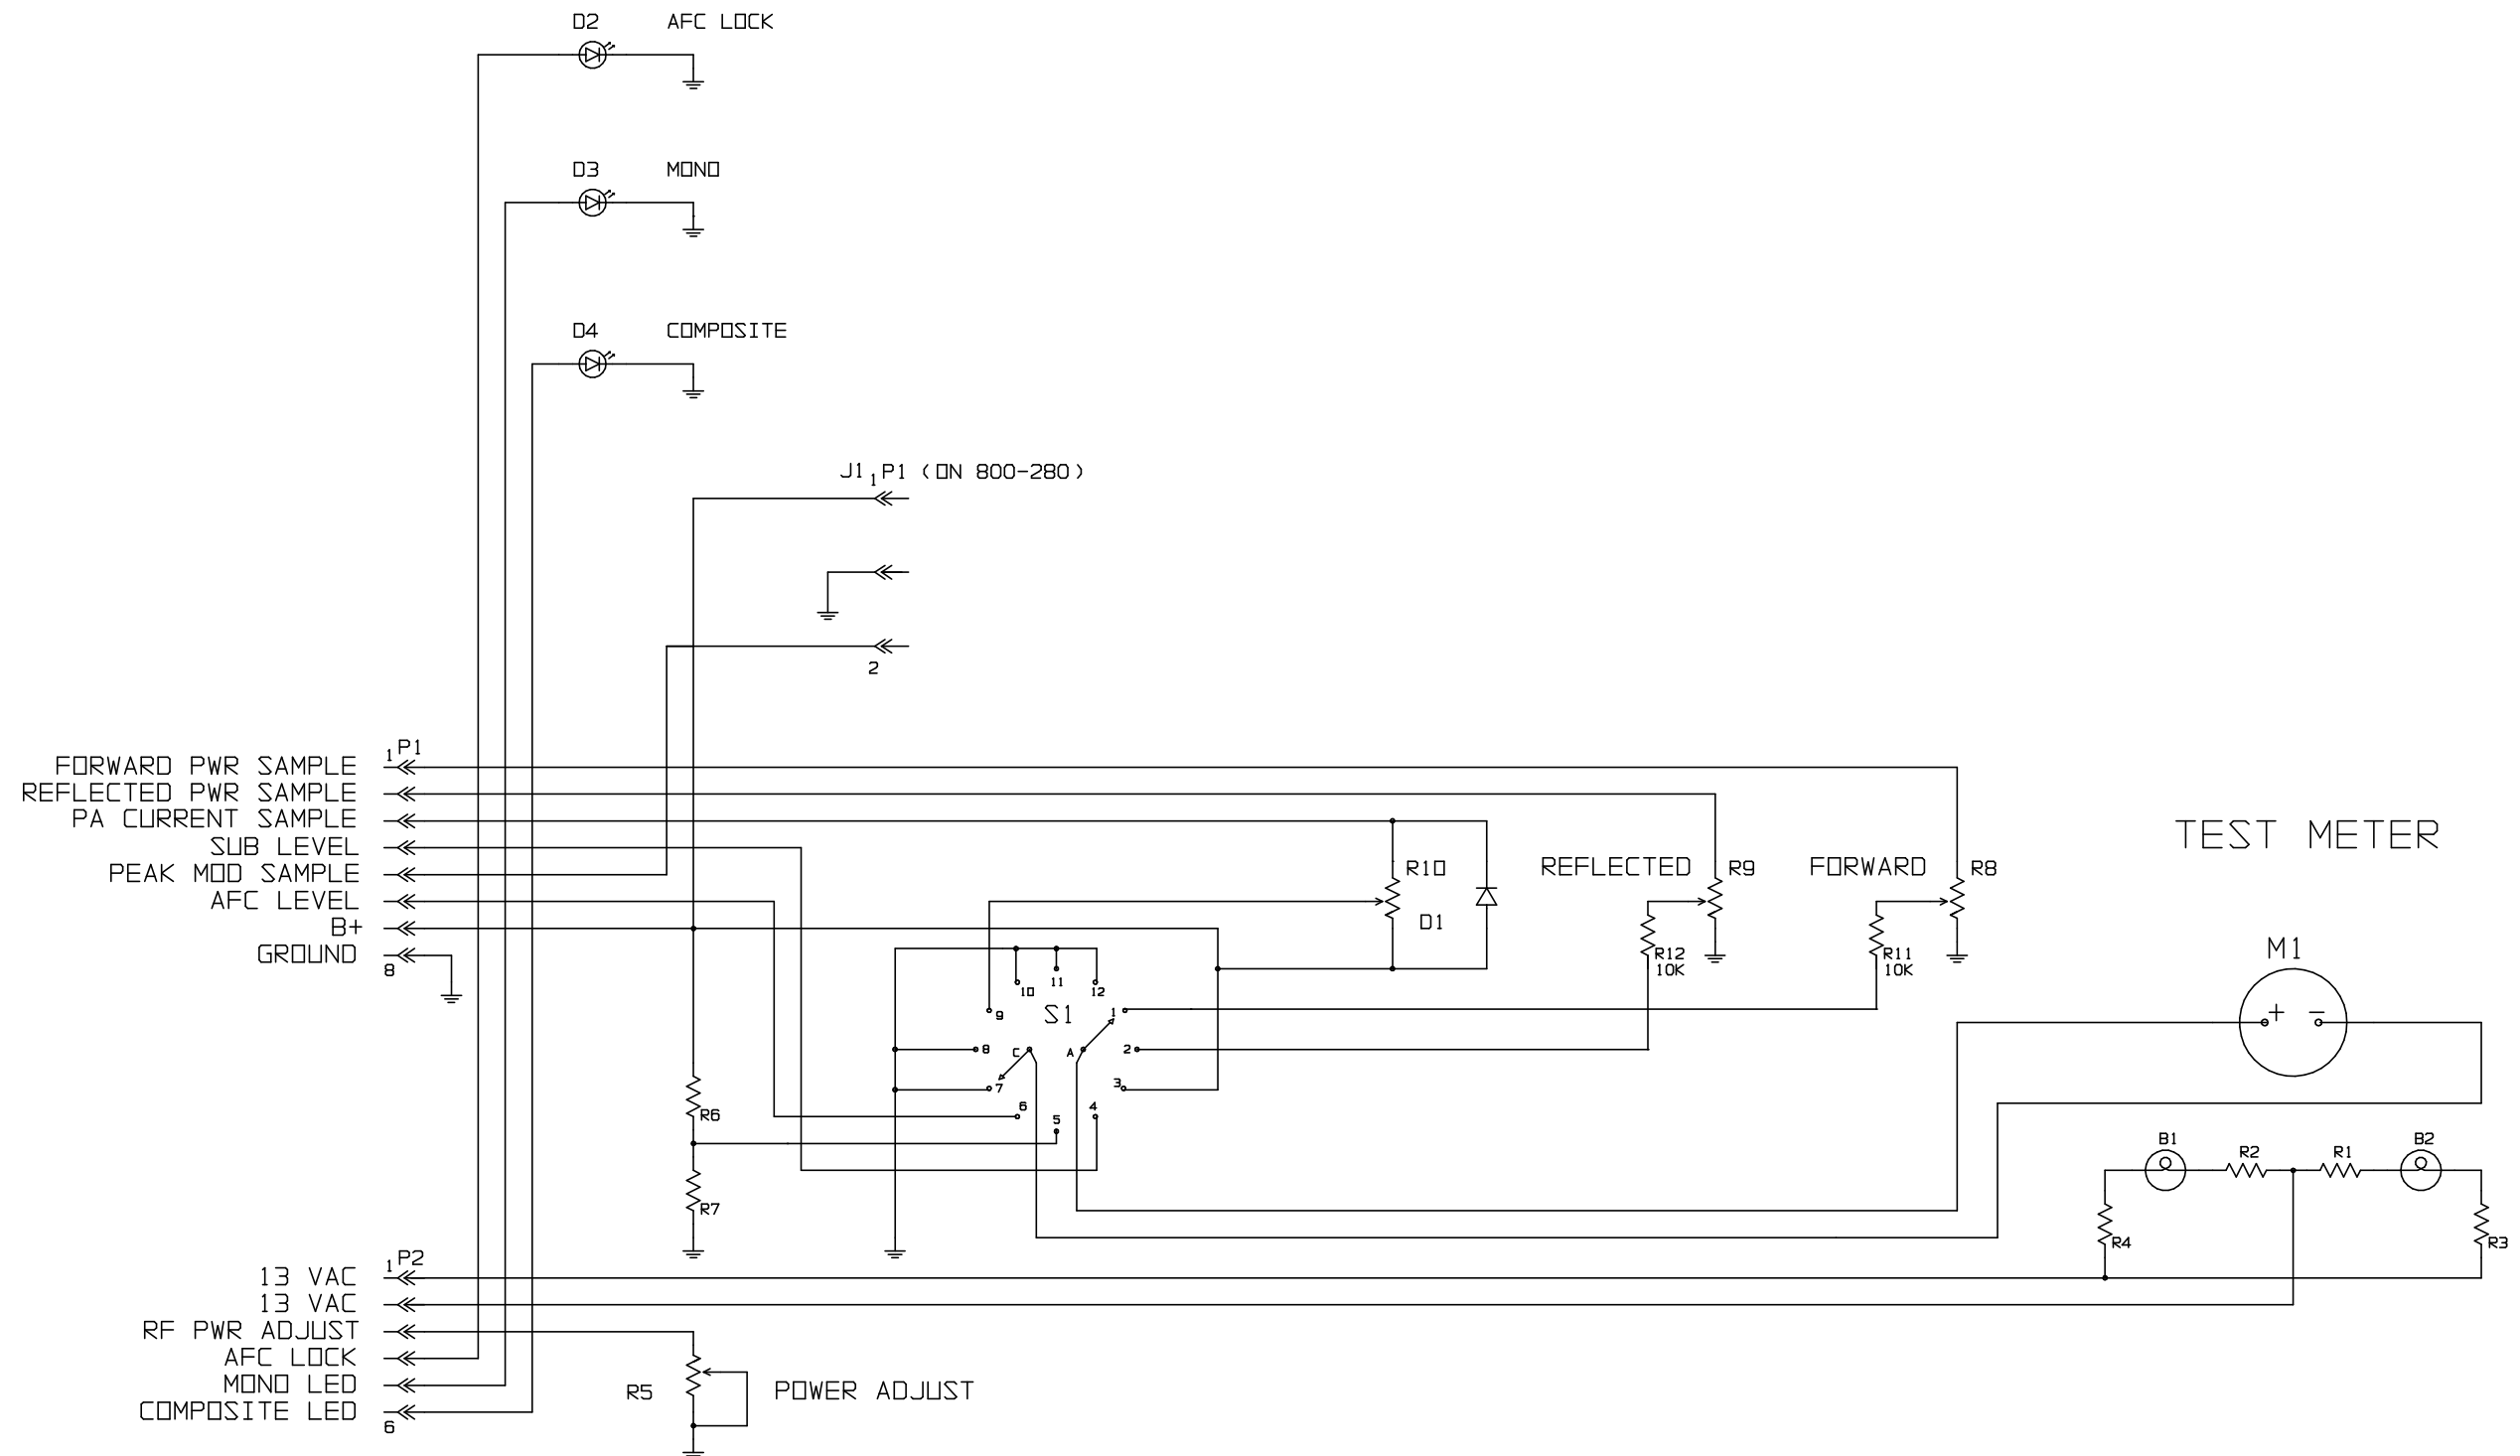 D2 AFC LOCK
D3 MONO
D4 COMPOSITE
J1 1 P1 (ON 800-280)
2
1 P1
FORWARD PWR SAMPLE
REFLECTED PWR SAMPLE
PA CURRENT SAMPLE
SUB LEVEL
PEAK MOD SAMPLE
AFC LEVEL
B+
GROUND
8
R10
D1
REFLECTED R9
FORWARD R8
R12
10K
R11
10K
TEST METER
M1
+ −
10 11 12
9 S1 1
8 C A 2
7 3
6 5 4
R6
R7
B1 R2 R1 B2
R4 R3
1 P2
13 VAC
13 VAC
RF PWR ADJUST
AFC LOCK
MONO LED
COMPOSITE LED
6
R5 POWER ADJUST